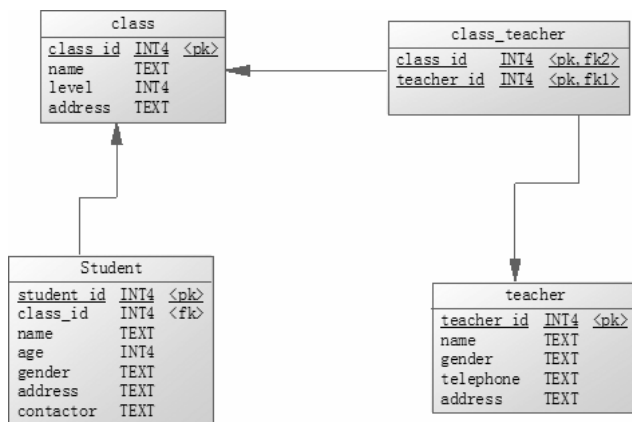 class
class_id INT4 <pk>
name TEXT
level INT4
address TEXT
class_teacher
class_id INT4 <pk,fk2>
teacher_id INT4 <pk,fk1>
Student
student_id INT4 <pk>
class_id INT4 <fk>
name TEXT
age INT4
gender TEXT
address TEXT
contactor TEXT
teacher
teacher_id INT4 <pk>
name TEXT
gender TEXT
telephone TEXT
address TEXT